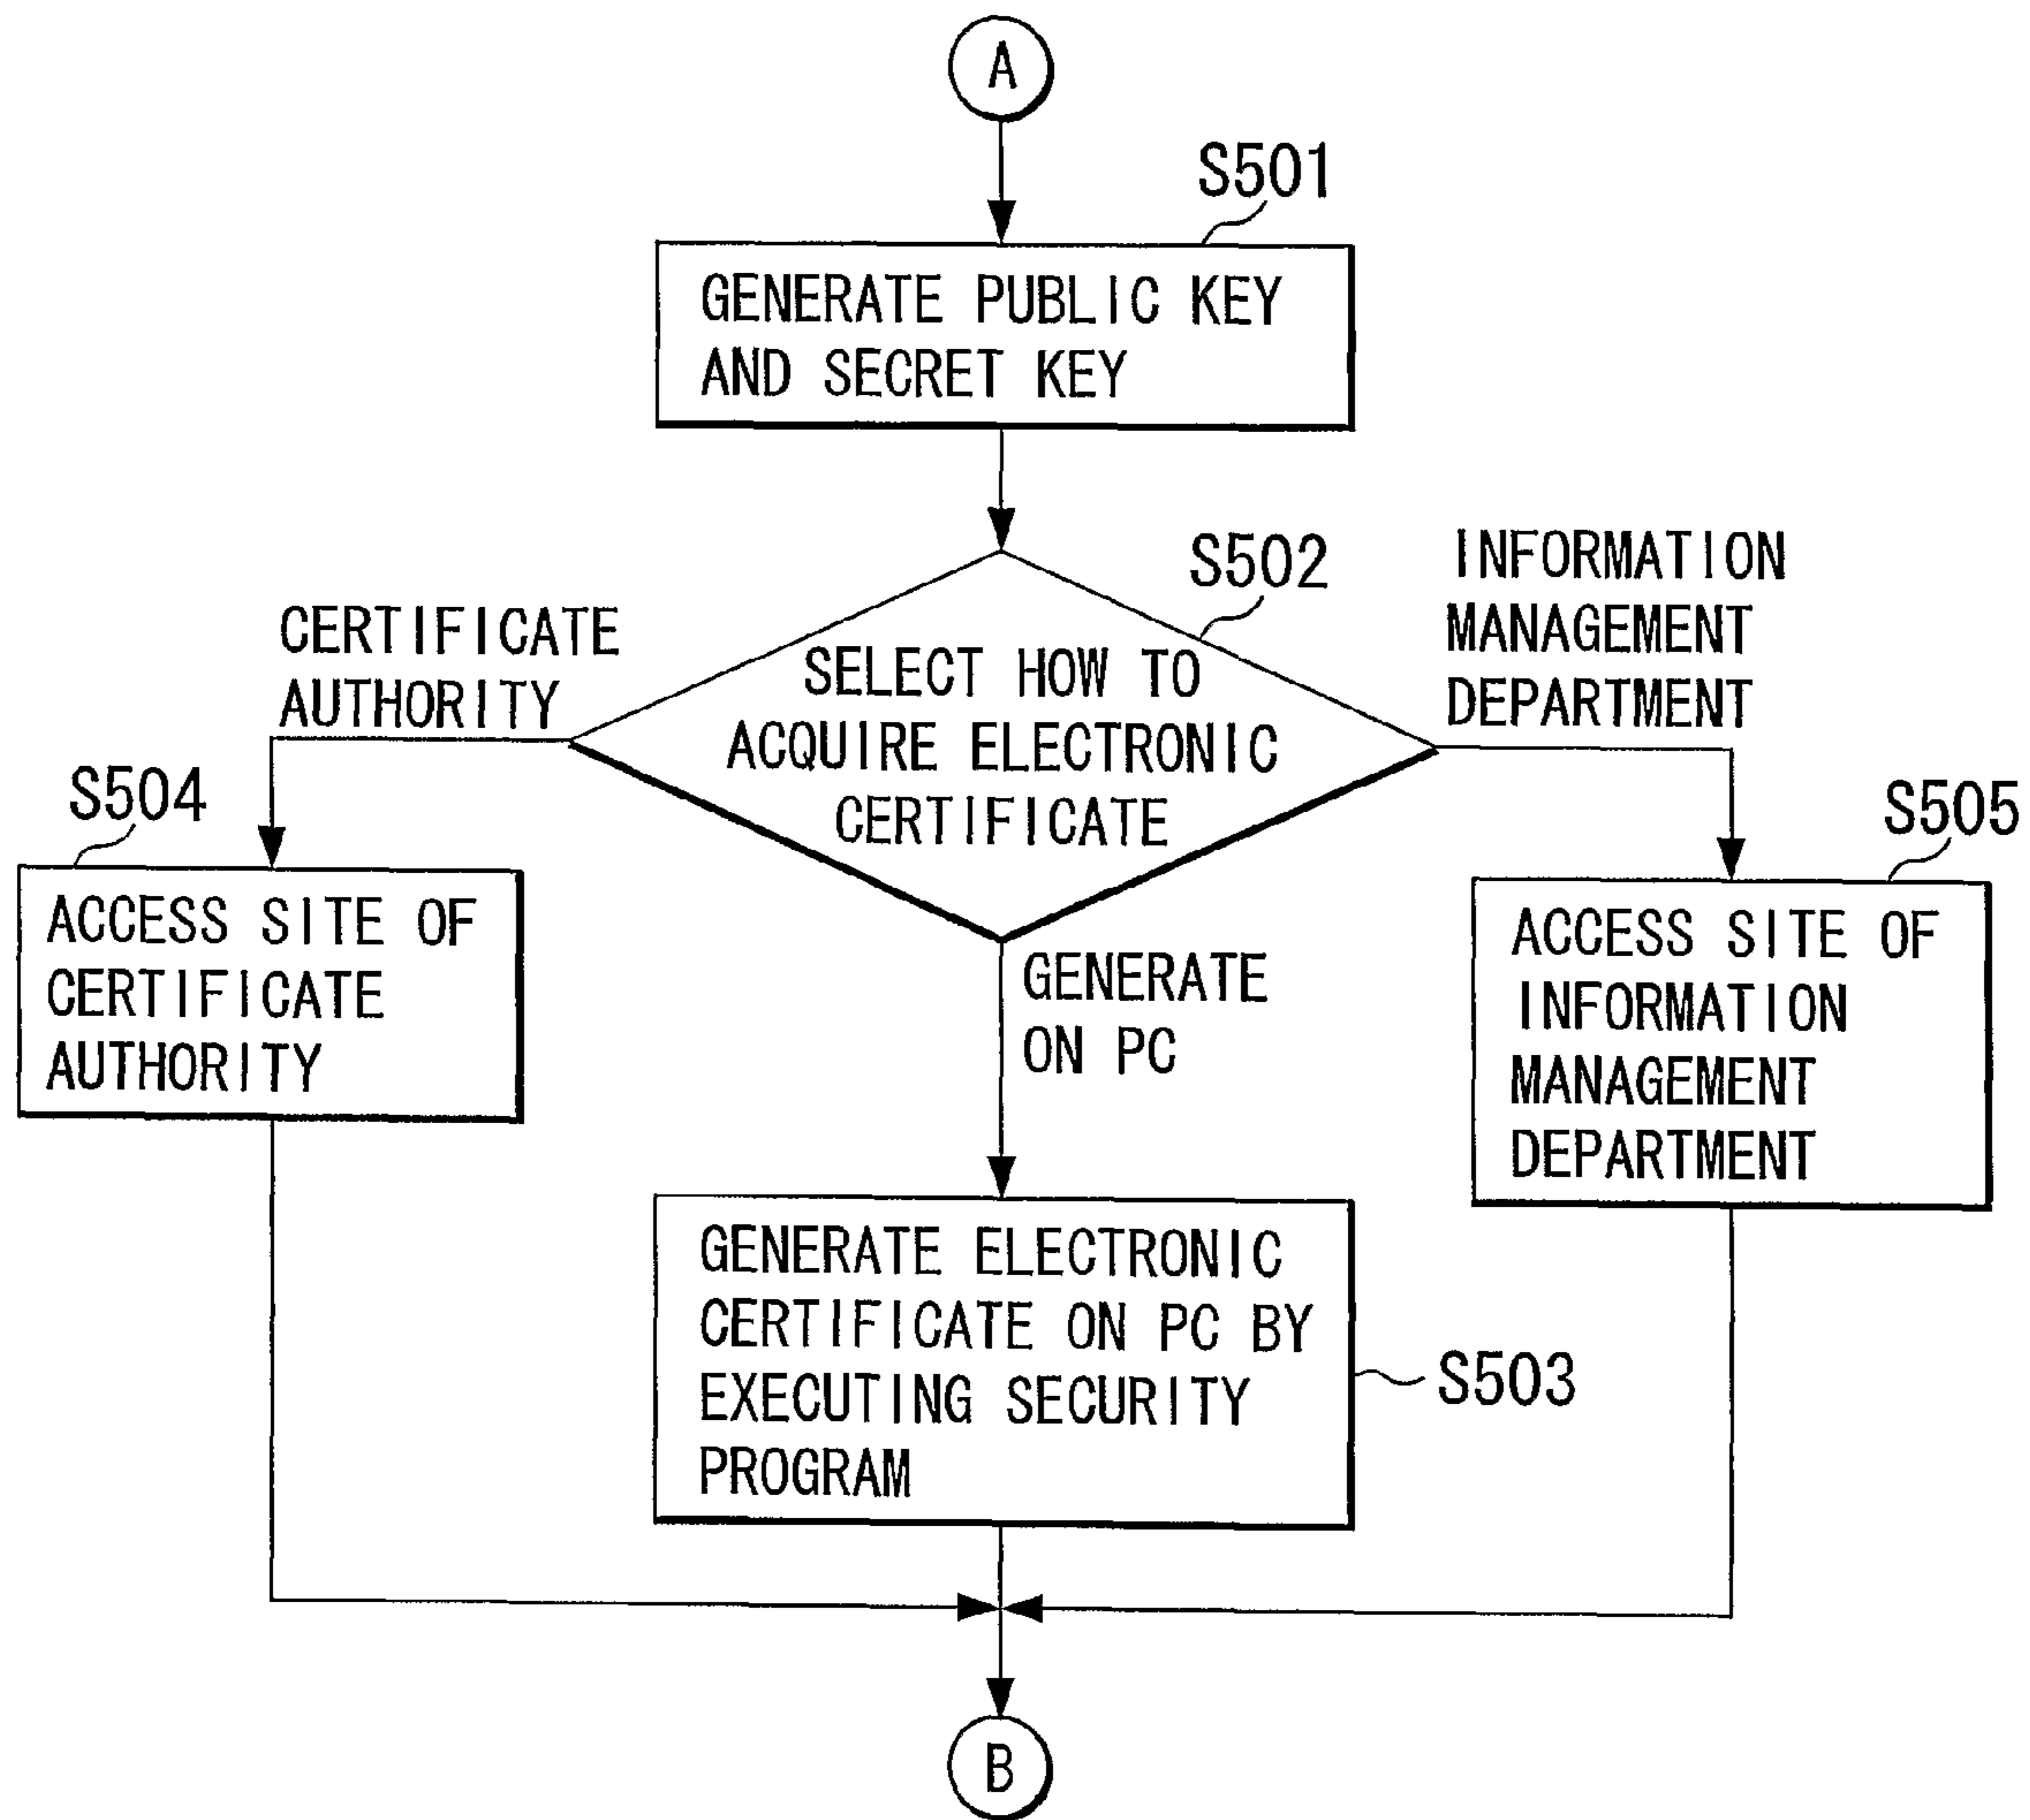 A
S501
GENERATE PUBLIC KEY
AND SECRET KEY
S502
CERTIFICATE
AUTHORITY
SELECT HOW TO
ACQUIRE ELECTRONIC
CERTIFICATE
INFORMATION
MANAGEMENT
DEPARTMENT
S504
ACCESS SITE OF
CERTIFICATE
AUTHORITY
GENERATE
ON PC
S505
ACCESS SITE OF
INFORMATION
MANAGEMENT
DEPARTMENT
GENERATE ELECTRONIC
CERTIFICATE ON PC BY
EXECUTING SECURITY
PROGRAM
S503
B